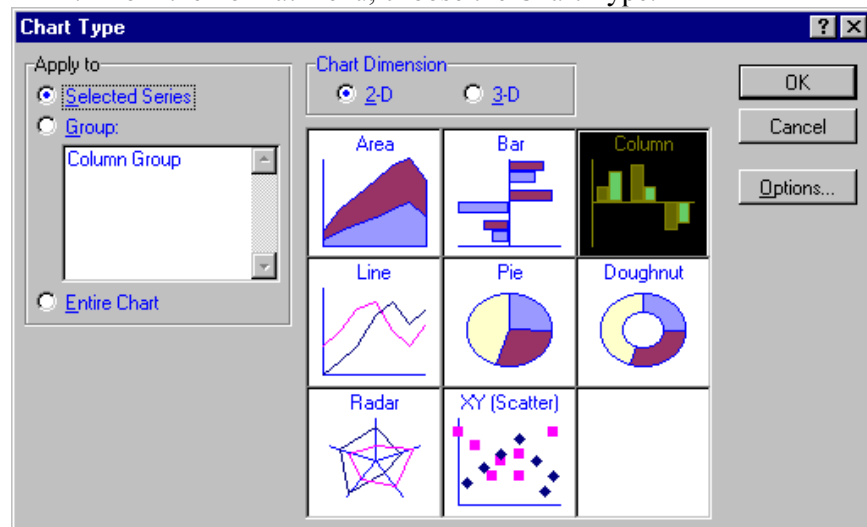 Chart Type
Apply to
Selected Series
Group:
Column Group
Entire Chart
Chart Dimension
2-D
3-D
Area
Bar
Column
Line
Pie
Doughnut
Radar
XY (Scatter)
OK
Cancel
Options...